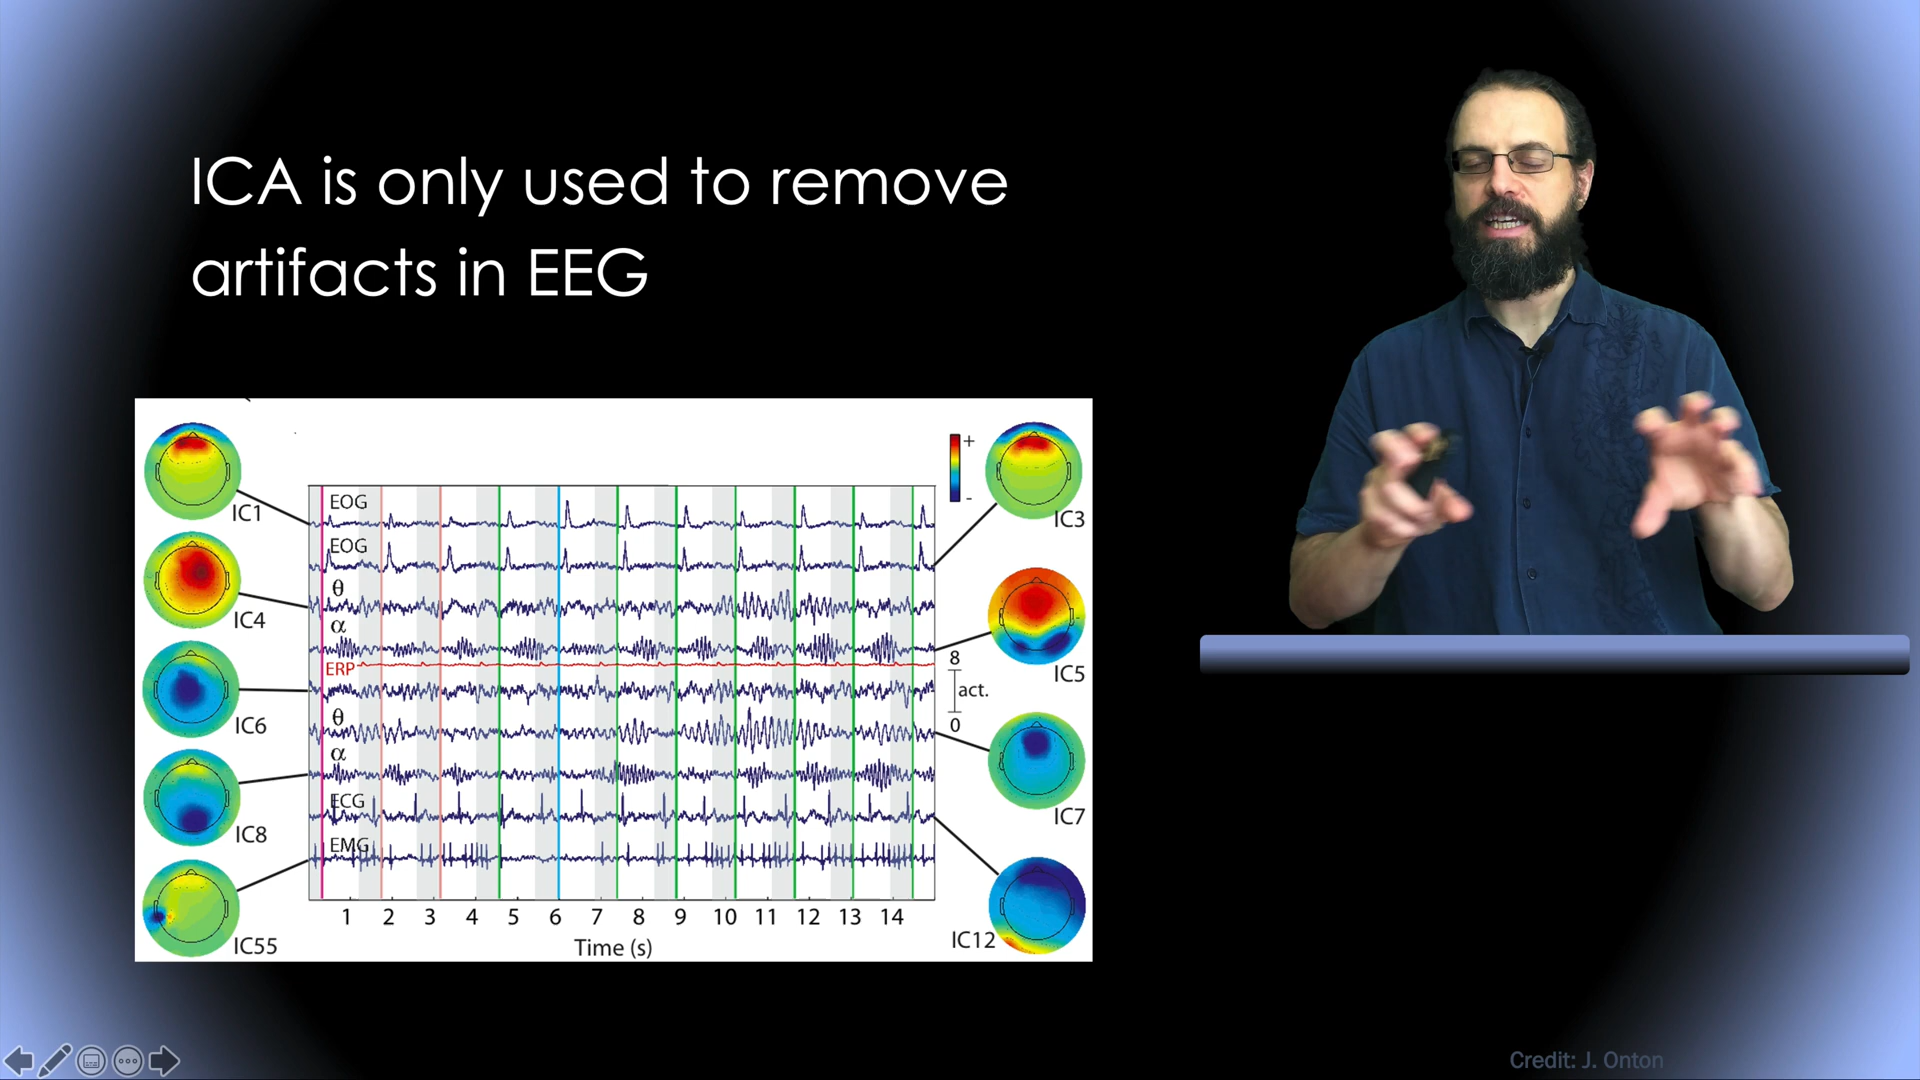 ICA is only used to remove
artifacts in EEG
IC1
IC4
IC6
IC8
IC55
EOG
EOG
θ
α
ERP
θ
α
ECG
EMG
1 2 3 4 5 6 7 8 9 10 11 12 13 14
Time (s)
+
-
8
act.
0
IC3
IC5
IC7
IC12
Credit: J. Onton